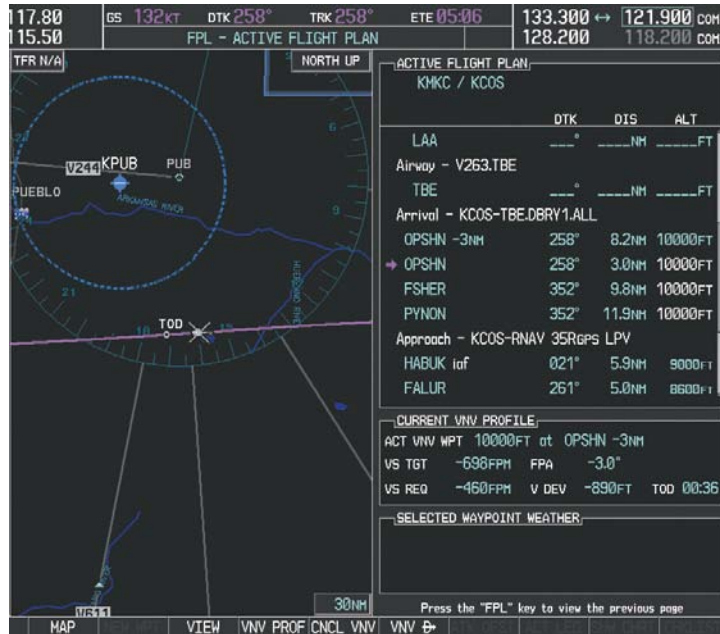 117.80 GS 132KT DTK 258° TRK 258° ETE 05:06 133.300 ↔ 121.900 COM
115.50 FPL - ACTIVE FLIGHT PLAN 128.200 118.200 COM
TFR N/A NORTH UP
V244 KPUB PUB
PUEBLO
ARKANSAS RIVER
6
9
21
18
TOD
V611
30NM
ACTIVE FLIGHT PLAN
KMKC / KCOS
DTK DIS ALT
LAA ___° ____NM _____FT
Airway - V263.TBE
TBE ___° ____NM _____FT
Arrival - KCOS-TBE.DBRY1.ALL
OPSHN -3NM 258° 8.2NM 10000FT
OPSHN 258° 3.0NM 10000FT
FSHER 352° 9.8NM 10000FT
PYNON 352° 11.9NM 10000FT
Approach - KCOS-RNAV 35RGPS LPV
HABUK iaf 021° 5.9NM 9000FT
FALUR 261° 5.0NM 8600FT
CURRENT VNV PROFILE
ACT VNV WPT 10000FT at OPSHN -3NM
VS TGT -698FPM FPA -3.0°
VS REQ -460FPM V DEV -890FT TOD 00:36
SELECTED WAYPOINT WEATHER
Press the "FPL" key to view the previous page
MAP VIEW VNV PROF CNCL VNV VNV